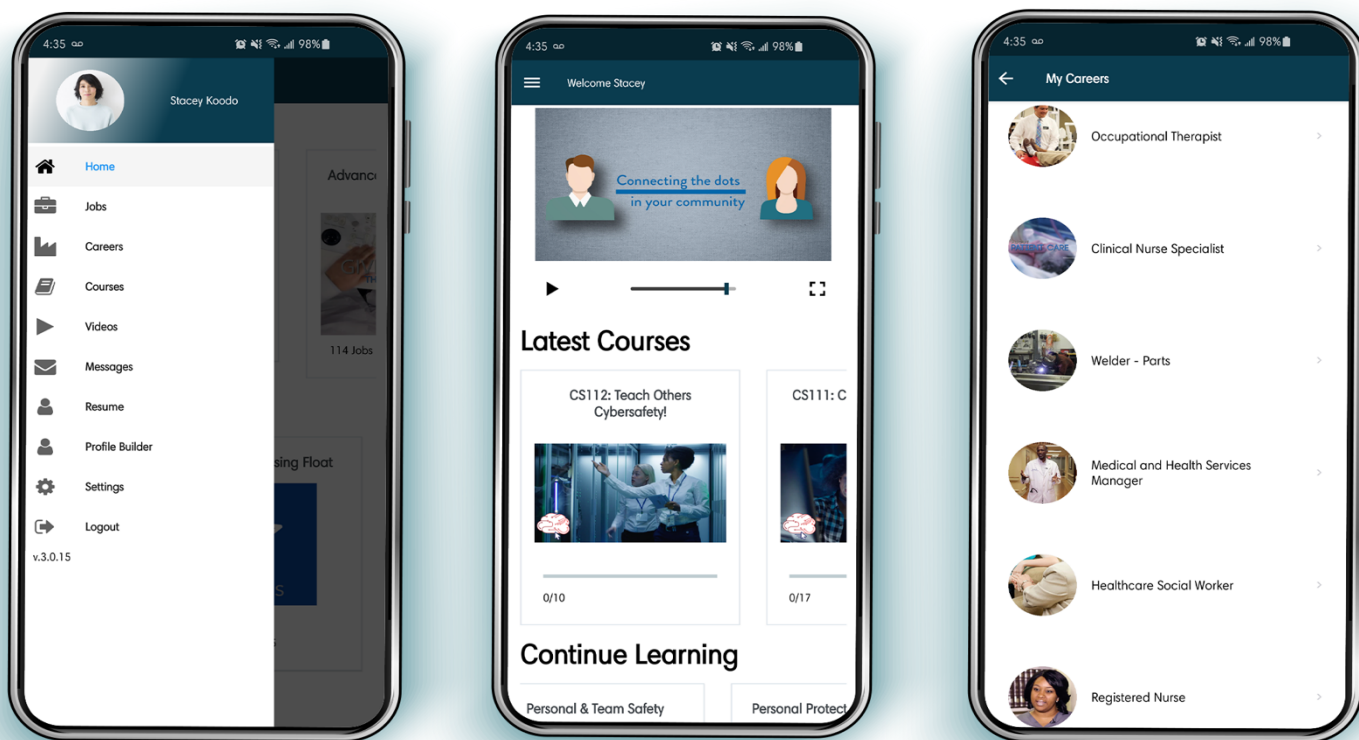 4:35
98%
Stacey Koodo
Home
Jobs
Careers
Courses
Videos
Messages
Resume
Profile Builder
Settings
Logout
v.3.0.15
Advanc
114 Jobs
sing Float
S
4:35
98%
Welcome Stacey
Connecting the dots
in your community
Latest Courses
CS112: Teach Others
Cybersafety!
0/10
CS111: C
0/17
Continue Learning
Personal & Team Safety
Personal Protect
4:35
98%
My Careers
Occupational Therapist
Clinical Nurse Specialist
Welder - Parts
Medical and Health Services
Manager
Healthcare Social Worker
Registered Nurse